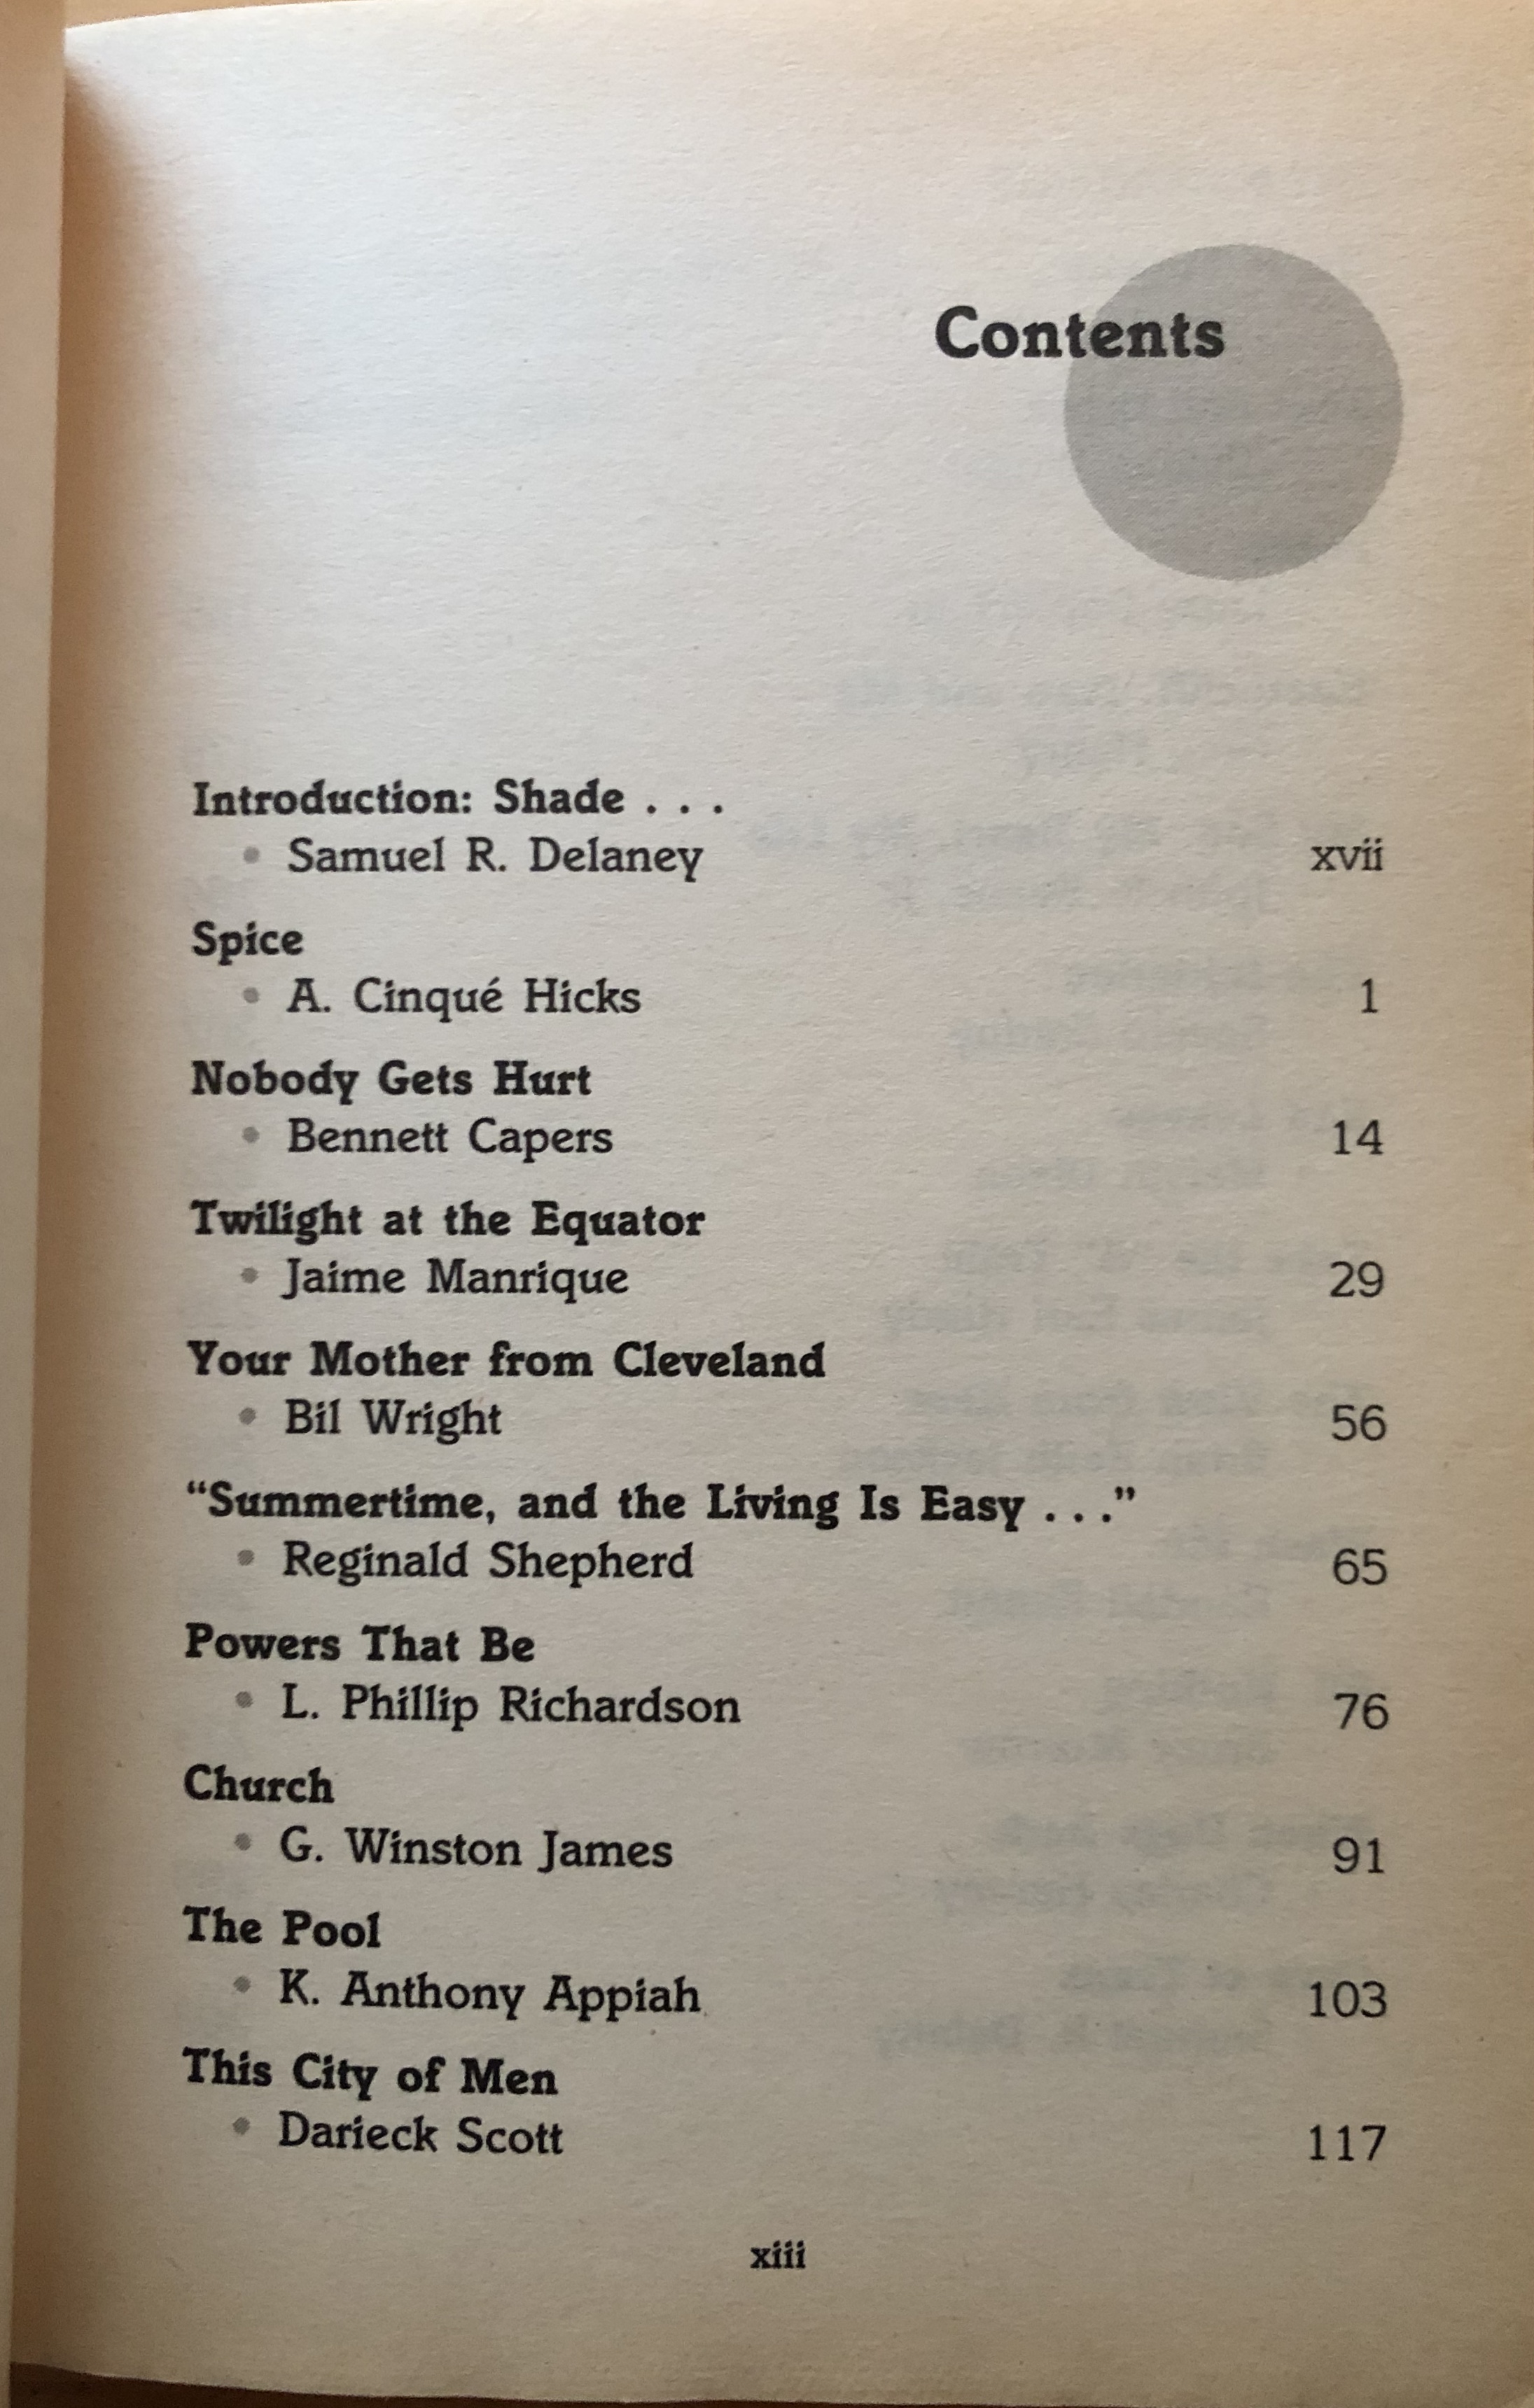 Contents
Introduction: Shade . . .
• Samuel R. Delaney xvii
Spice
• A. Cinqué Hicks 1
Nobody Gets Hurt
• Bennett Capers 14
Twilight at the Equator
• Jaime Manrique 29
Your Mother from Cleveland
• Bil Wright 56
“Summertime, and the Living Is Easy . . .”
• Reginald Shepherd 65
Powers That Be
• L. Phillip Richardson 76
Church
• G. Winston James 91
The Pool
• K. Anthony Appiah 103
This City of Men
• Darieck Scott 117
xiii